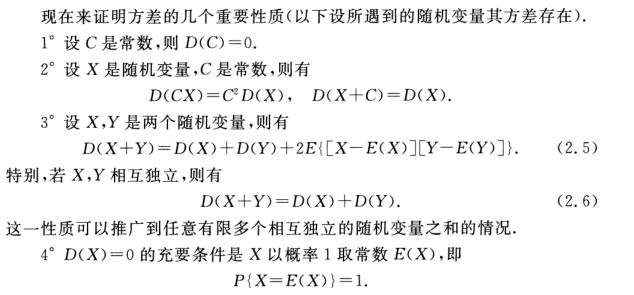 现在来证明方差的几个重要性质(以下设所遇到的随机变量其方差存在).
1° 设 C 是常数,则 D(C)=0.
2° 设 X 是随机变量,C 是常数,则有
D(CX)=C²D(X), D(X+C)=D(X).
3° 设 X,Y 是两个随机变量,则有
D(X+Y)=D(X)+D(Y)+2E{[X−E(X)][Y−E(Y)]}. (2.5)
特别,若 X,Y 相互独立,则有
D(X+Y)=D(X)+D(Y). (2.6)
这一性质可以推广到任意有限多个相互独立的随机变量之和的情况.
4° D(X)=0 的充要条件是 X 以概率 1 取常数 E(X),即
P{X=E(X)}=1.